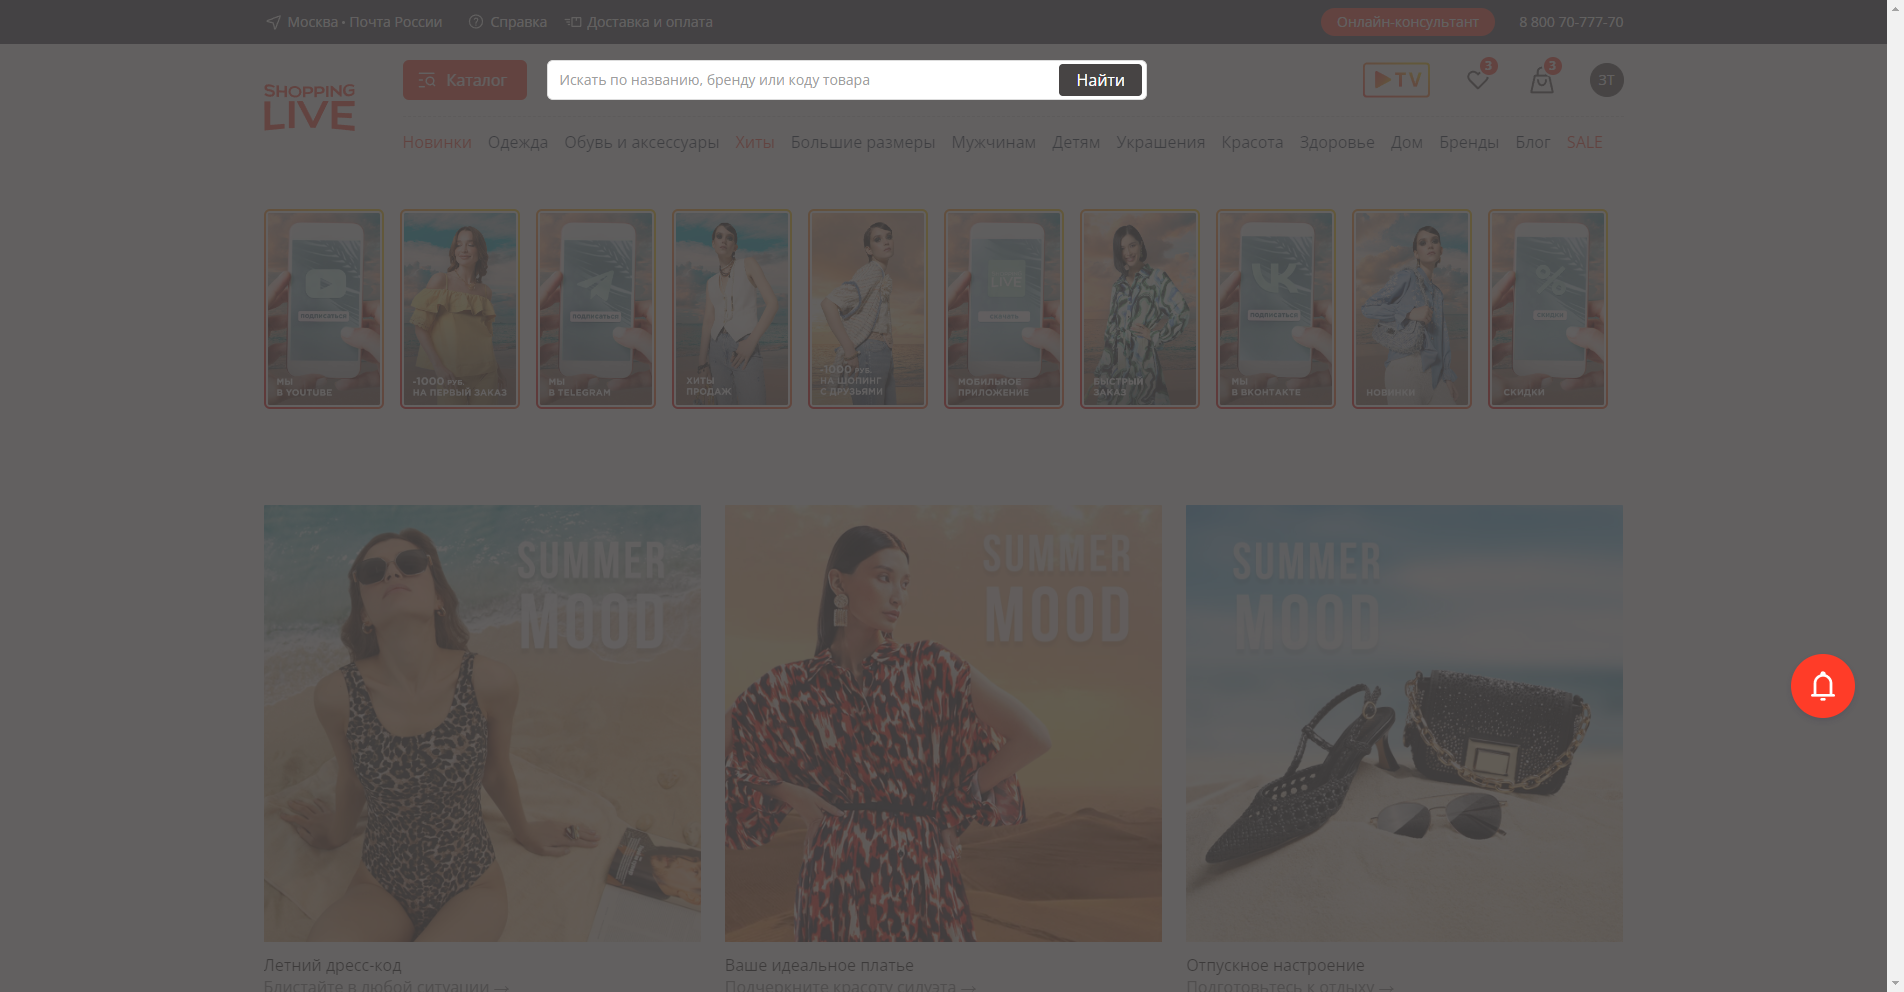 Москва • Почта России
Справка
Доставка и оплата
Онлайн-консультант
8 800 70-777-70
SHOPPING
LIVE
Каталог
Искать по названию, бренду или коду товара
Найти
TV
3
3
ЗТ
Новинки
Одежда
Обувь и аксессуары
Хиты
Большие размеры
Мужчинам
Детям
Украшения
Красота
Здоровье
Дом
Бренды
Блог
SALE
ПОДПИСАТЬСЯ
МЫ
В YOUTUBE
-1000 РУБ.
НА ПЕРВЫЙ ЗАКАЗ
ПОДПИСАТЬСЯ
МЫ
В TELEGRAM
ХИТЫ
ПРОДАЖ
-1000 РУБ.
НА ШОПИНГ
С ДРУЗЬЯМИ
LIVE
МОБИЛЬНОЕ
ПРИЛОЖЕНИЕ
БЫСТРЫЙ
ЗАКАЗ
ПОДПИСАТЬСЯ
МЫ
В ВКОНТАКТЕ
НОВИНКИ
%
СКИДКИ
СКИДКИ
SUMMER
MOOD
SUMMER
MOOD
SUMMER
MOOD
Летний дресс-код
Блистайте в любой ситуации →
Ваше идеальное платье
Подчеркните красоту силуэта →
Отпускное настроение
Подготовьтесь к отдыху →